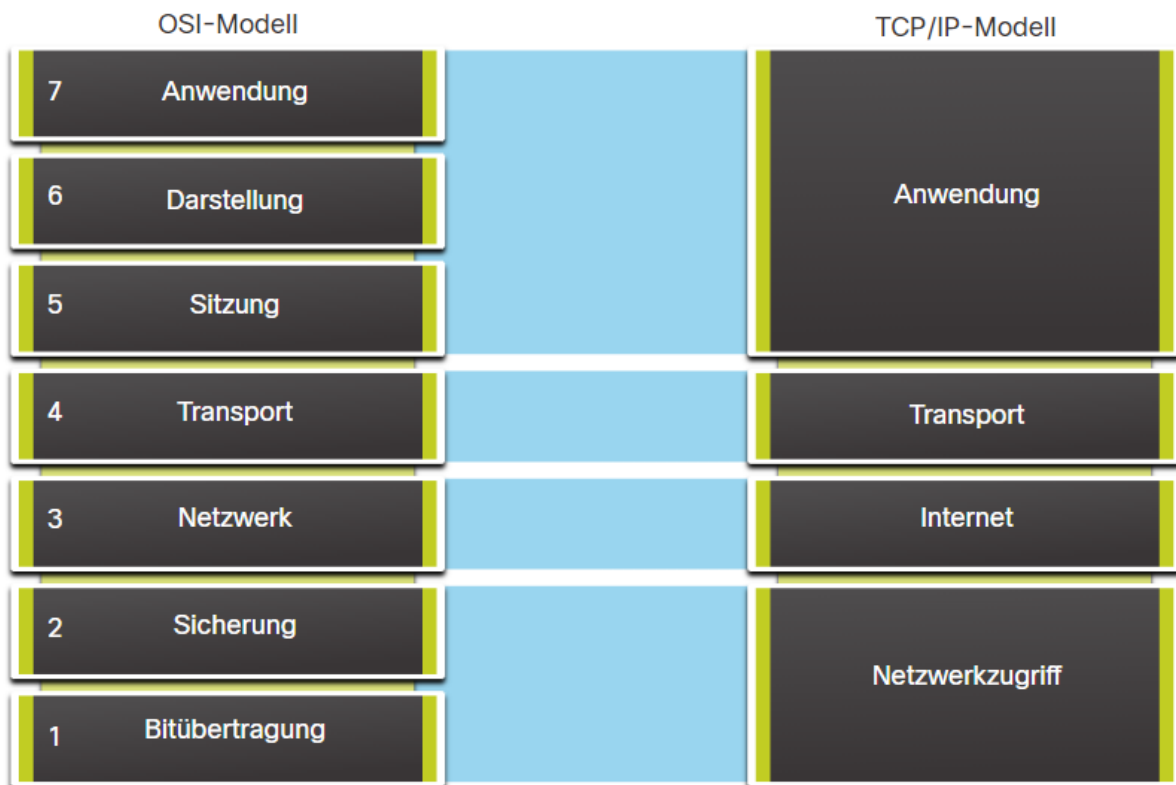 OSI-Modell
7 Anwendung
6 Darstellung
5 Sitzung
4 Transport
3 Netzwerk
2 Sicherung
1 Bitübertragung
TCP/IP-Modell
Anwendung
Transport
Internet
Netzwerkzugriff